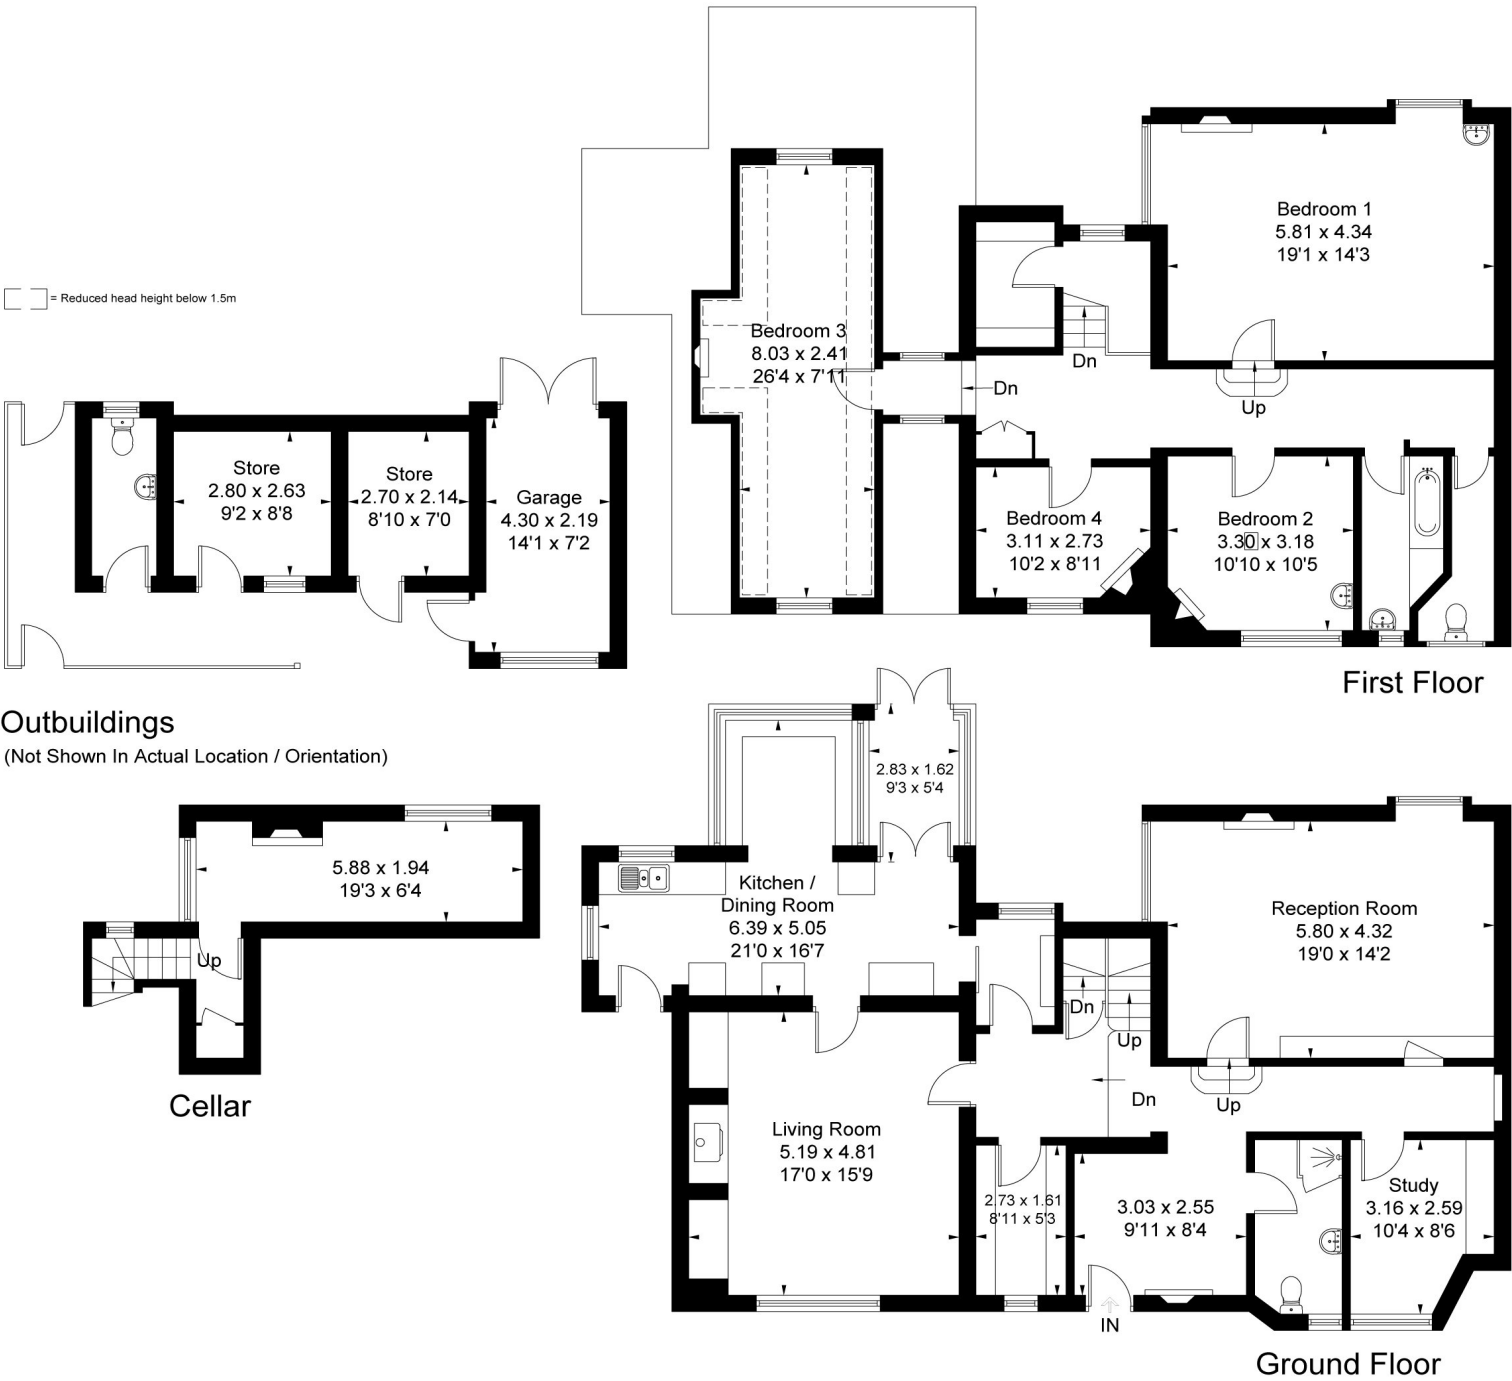 Bedroom 1
5.81 x 4.34
19'1 x 14'3
= Reduced head height below 1.5m
Bedroom 3
8.03 x 2.41
26'4 x 7'11
Dn
Dn
Up
Store
2.80 x 2.63
9'2 x 8'8
Store
2.70 x 2.14
8'10 x 7'0
Garage
4.30 x 2.19
14'1 x 7'2
Bedroom 4
3.11 x 2.73
10'2 x 8'11
Bedroom 2
3.30 x 3.18
10'10 x 10'5
First Floor
Outbuildings
(Not Shown In Actual Location / Orientation)
2.83 x 1.62
9'3 x 5'4
5.88 x 1.94
19'3 x 6'4
Up
Cellar
Kitchen /
Dining Room
6.39 x 5.05
21'0 x 16'7
Reception Room
5.80 x 4.32
19'0 x 14'2
Dn
Up
Dn
Up
Living Room
5.19 x 4.81
17'0 x 15'9
2.73 x 1.61
8'11 x 5'3
3.03 x 2.55
9'11 x 8'4
Study
3.16 x 2.59
10'4 x 8'6
IN
Ground Floor